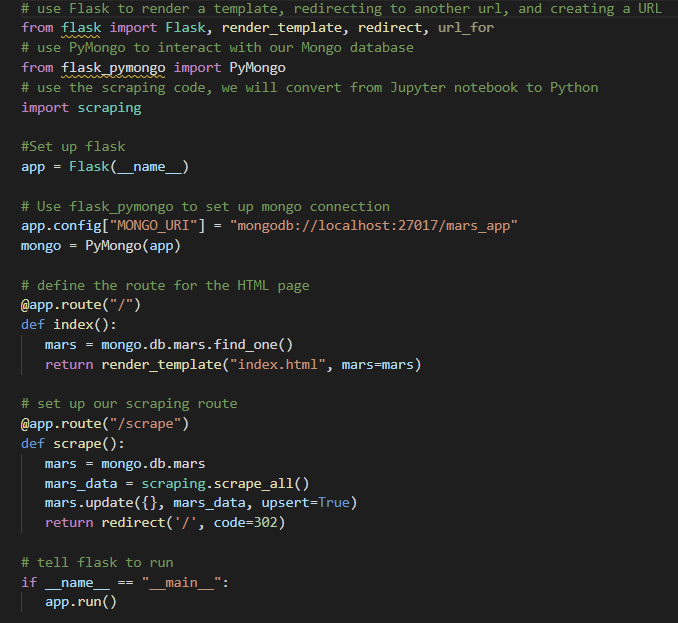 # use Flask to render a template, redirecting to another url, and creating a URL
from flask import Flask, render_template, redirect, url_for
# use PyMongo to interact with our Mongo database
from flask_pymongo import PyMongo
# use the scraping code, we will convert from Jupyter notebook to Python
import scraping
#Set up flask
app = Flask(__name__)
# Use flask_pymongo to set up mongo connection
app.config["MONGO_URI"] = "mongodb://localhost:27017/mars_app"
mongo = PyMongo(app)
# define the route for the HTML page
@app.route("/")
def index():
   mars = mongo.db.mars.find_one()
   return render_template("index.html", mars=mars)
# set up our scraping route
@app.route("/scrape")
def scrape():
   mars = mongo.db.mars
   mars_data = scraping.scrape_all()
   mars.update({}, mars_data, upsert=True)
   return redirect('/', code=302)
# tell flask to run
if __name__ == "__main__":
   app.run()